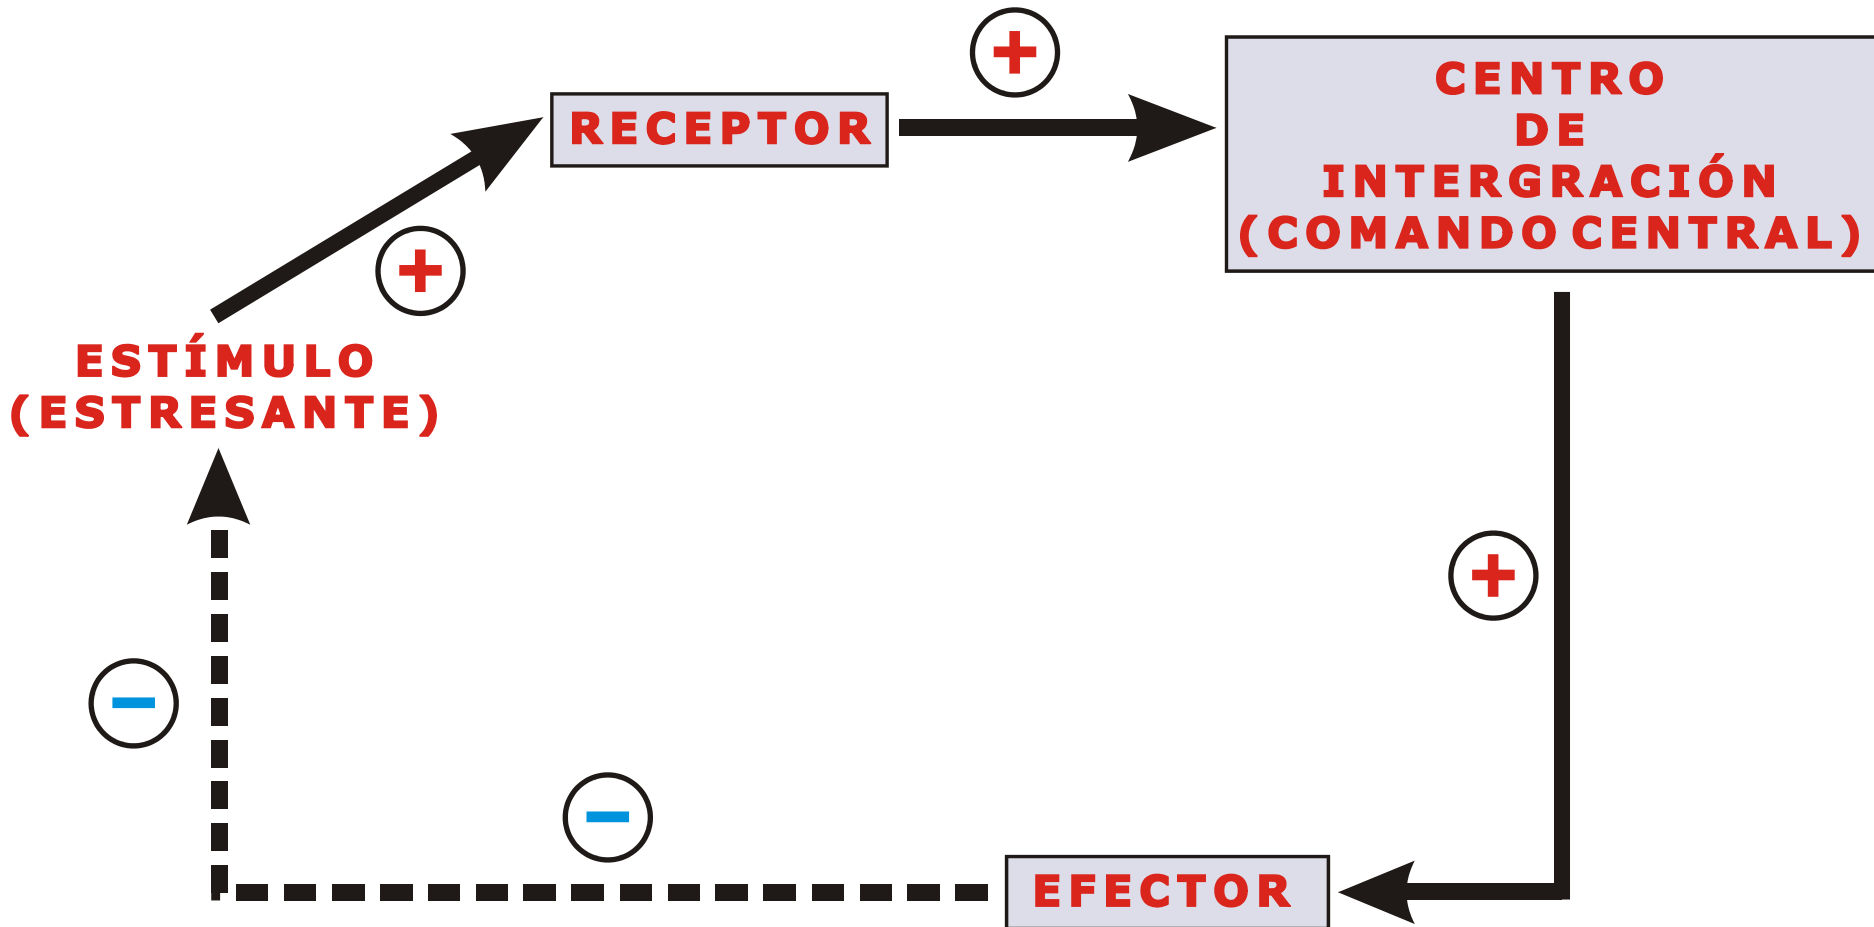 RECEPTOR
+
CENTRO
DE
INTERGRACIÓN
(COMANDO CENTRAL)
+
ESTÍMULO
(ESTRESANTE)
+
−
−
EFECTOR